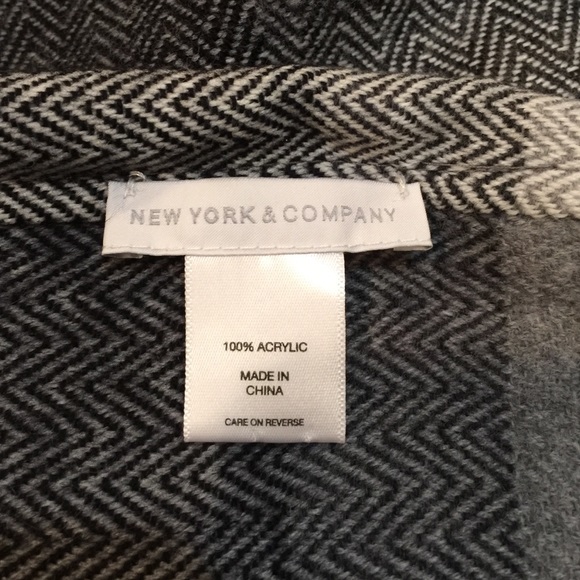 NEW YORK & COMPANY
100% ACRYLIC
MADE IN
CHINA
CARE ON REVERSE